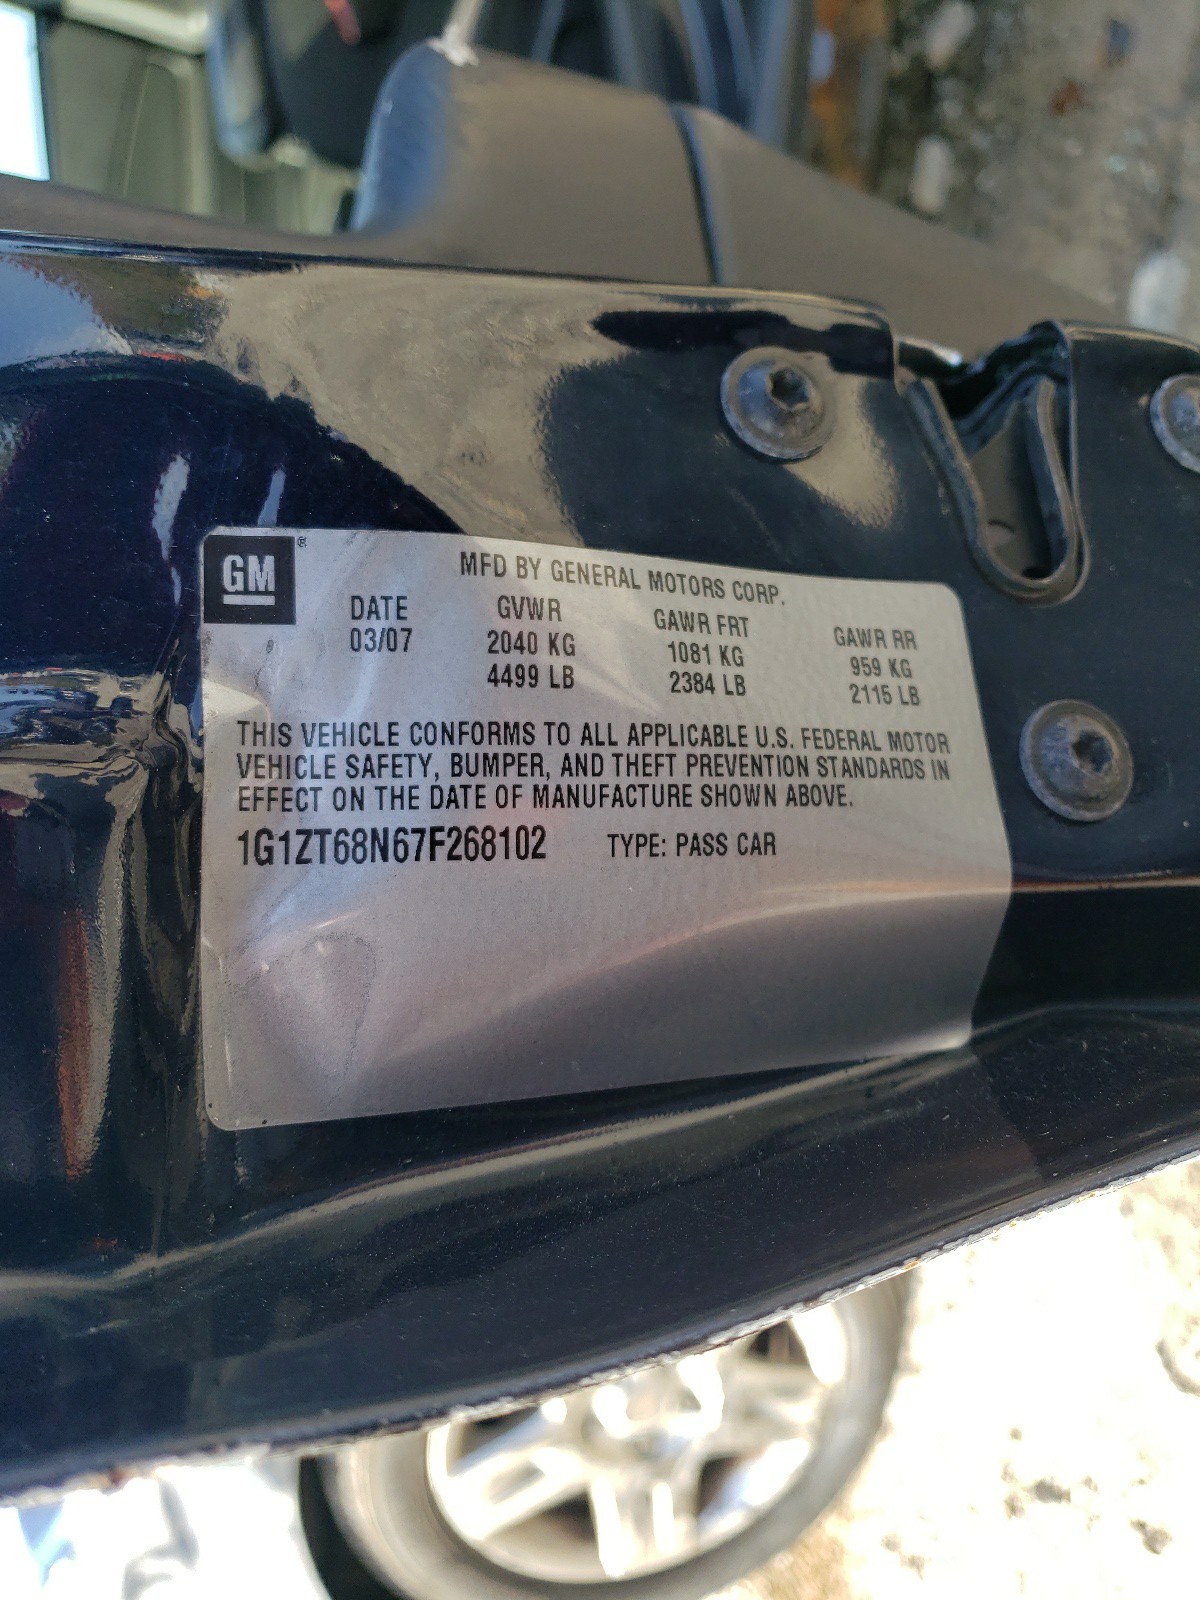 GM®
MFD BY GENERAL MOTORS CORP.
DATE GVWR GAWR FRT GAWR RR
03/07 2040 KG 1081 KG 959 KG
4499 LB 2384 LB 2115 LB
THIS VEHICLE CONFORMS TO ALL APPLICABLE U.S. FEDERAL MOTOR
VEHICLE SAFETY, BUMPER, AND THEFT PREVENTION STANDARDS IN
EFFECT ON THE DATE OF MANUFACTURE SHOWN ABOVE.
1G1ZT68N67F268102 TYPE: PASS CAR